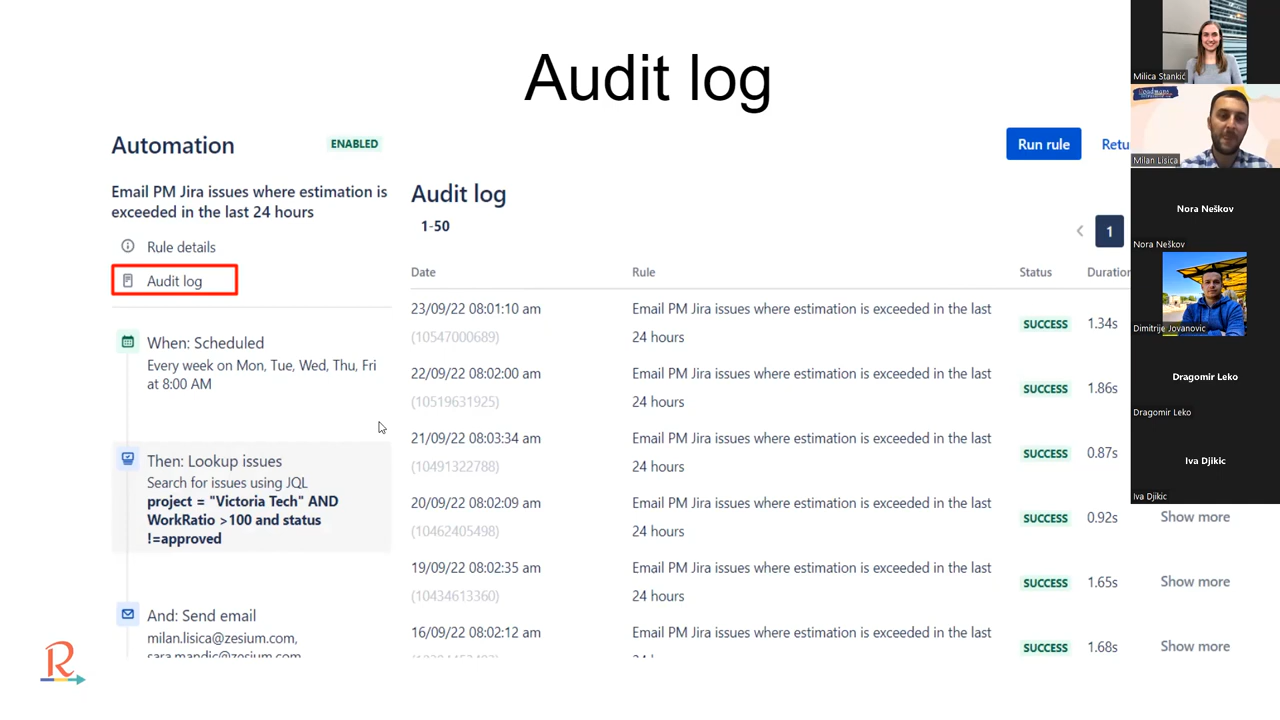 Audit log
Automation
ENABLED
Run rule
Retu
Email PM Jira issues where estimation is
exceeded in the last 24 hours
Rule details
Audit log
When: Scheduled
Every week on Mon, Tue, Wed, Thu, Fri
at 8:00 AM
Then: Lookup issues
Search for issues using JQL
project = "Victoria Tech" AND
WorkRatio >100 and status
!=approved
And: Send email
milan.lisica@zesium.com,
sara.mandic@zesium.com
Audit log
1-50
1
Date Rule Status Duration
23/09/22 08:01:10 am Email PM Jira issues where estimation is exceeded in the last SUCCESS 1.34s
(10547000689) 24 hours
22/09/22 08:02:00 am Email PM Jira issues where estimation is exceeded in the last SUCCESS 1.86s
(10519631925) 24 hours
21/09/22 08:03:34 am Email PM Jira issues where estimation is exceeded in the last SUCCESS 0.87s
(10491322788) 24 hours
20/09/22 08:02:09 am Email PM Jira issues where estimation is exceeded in the last SUCCESS 0.92s Show more
(10462405498) 24 hours
19/09/22 08:02:35 am Email PM Jira issues where estimation is exceeded in the last SUCCESS 1.65s Show more
(10434613360) 24 hours
16/09/22 08:02:12 am Email PM Jira issues where estimation is exceeded in the last SUCCESS 1.68s Show more
R
Milica Stankić
Milan Lisica
Nora Neškov
Nora Neškov
Dimitrije Jovanovic
Dragomir Leko
Dragomir Leko
Iva Djikic
Iva Djikic